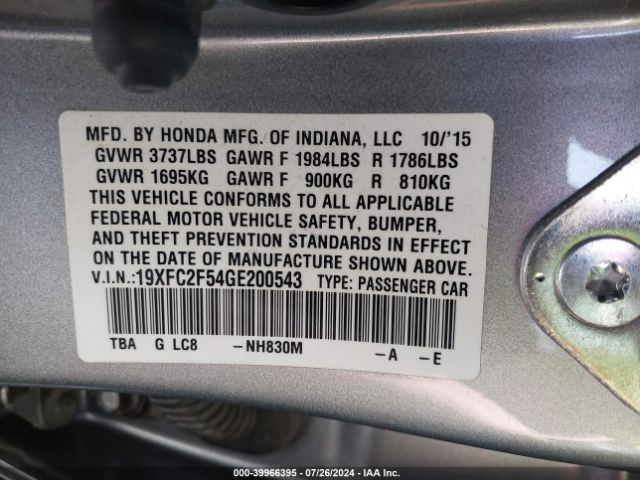 MFD. BY HONDA MFG. OF INDIANA, LLC 10/'15
GVWR 3737LBS GAWR F 1984LBS R 1786LBS
GVWR 1695KG GAWR F 900KG R 810KG
THIS VEHICLE CONFORMS TO ALL APPLICABLE
FEDERAL MOTOR VEHICLE SAFETY, BUMPER,
AND THEFT PREVENTION STANDARDS IN EFFECT
ON THE DATE OF MANUFACTURE SHOWN ABOVE.
V.I.N.:19XFC2F54GE200543 TYPE: PASSENGER CAR
TBA G LC8 -NH830M -A -E
000-39966395 - 07/26/2024 - IAA Inc.